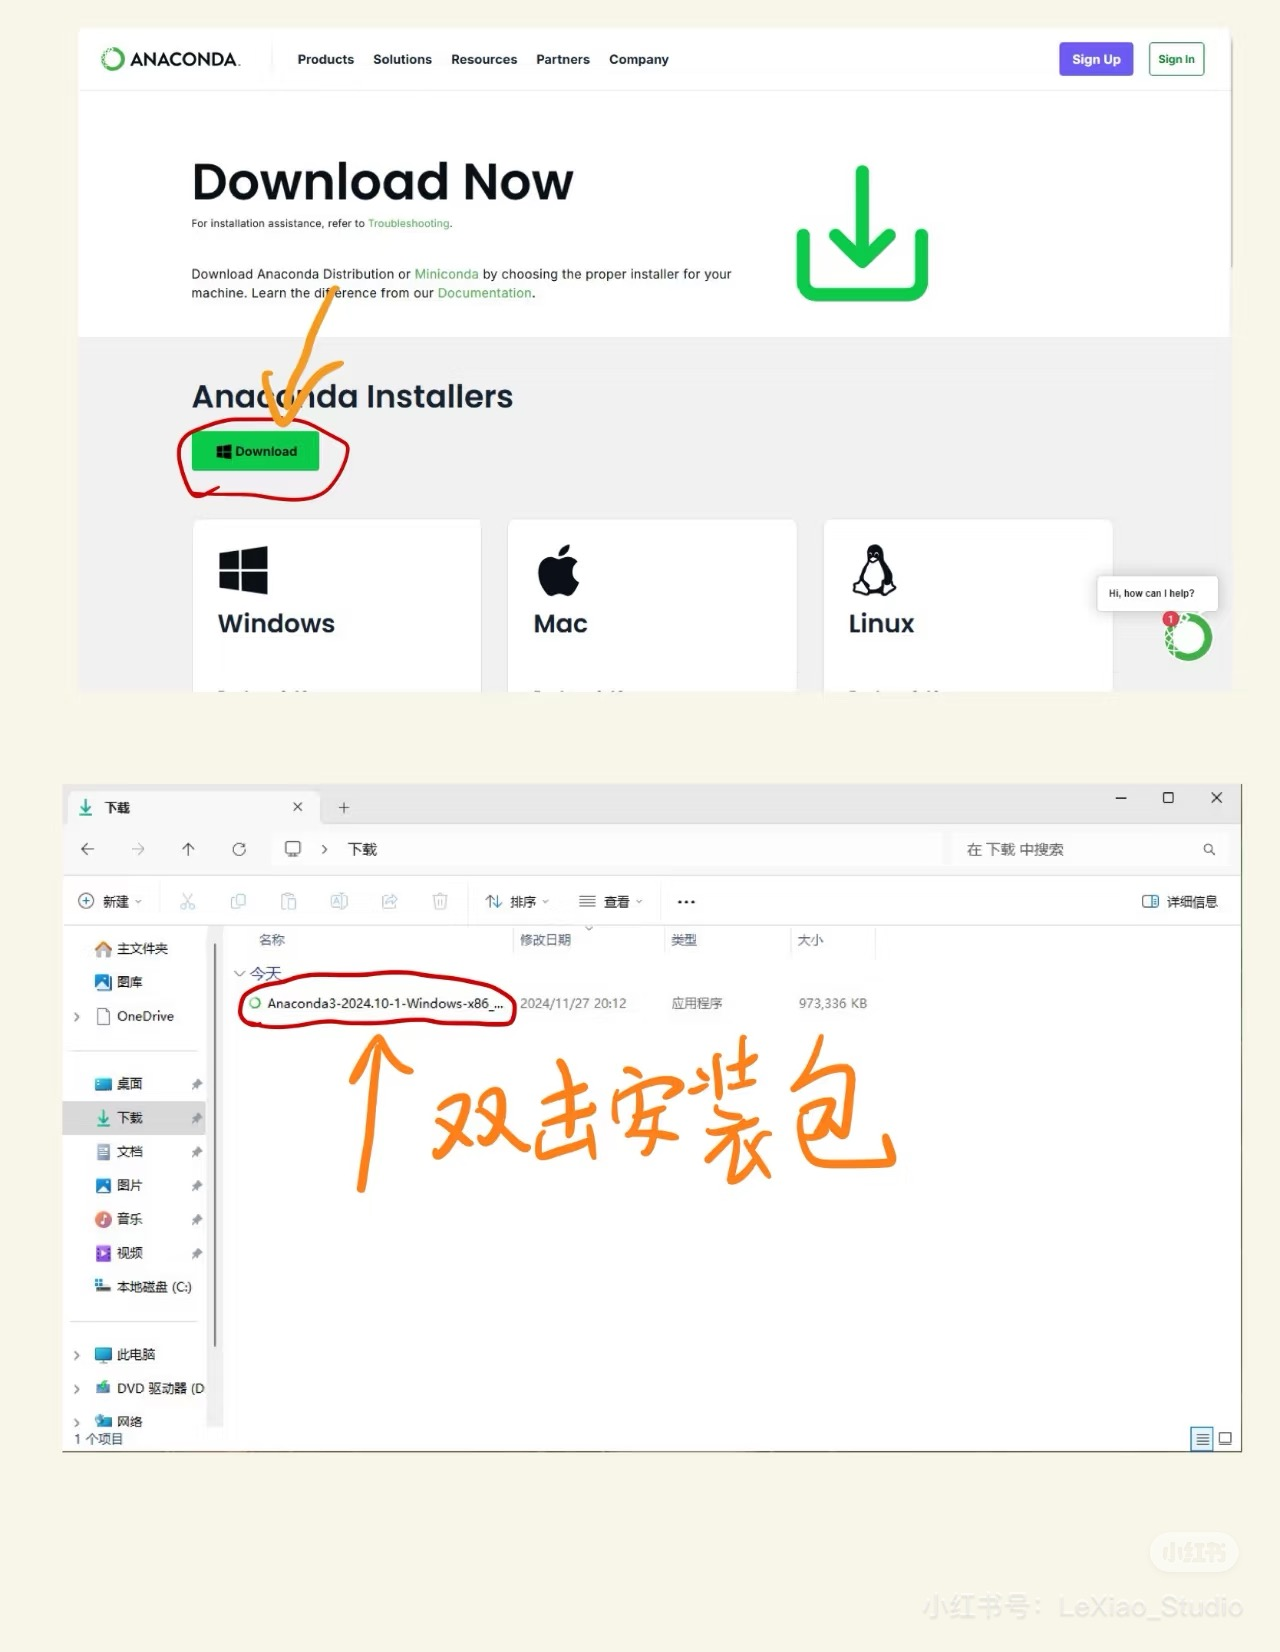 ANACONDA.
Products Solutions Resources Partners Company
Sign Up
Sign In
Download Now
For installation assistance, refer to Troubleshooting.
Download Anaconda Distribution or Miniconda by choosing the proper installer for your
machine. Learn the difference from our Documentation.
Anaconda Installers
Download
Windows
Mac
Linux
Hi, how can I help?
1
下载
下载
在 下载 中搜索
新建
排序
查看
详细信息
名称
修改日期
类型
大小
今天
Anaconda3-2024.10-1-Windows-x86_...
2024/11/27 20:12
应用程序
973,336 KB
双击安装包
主文件夹
图库
OneDrive
桌面
下载
文档
图片
音乐
视频
本地磁盘 (C:)
此电脑
DVD 驱动器 (D
网络
1 个项目
小红书
小红书号：LeXiao_Studio